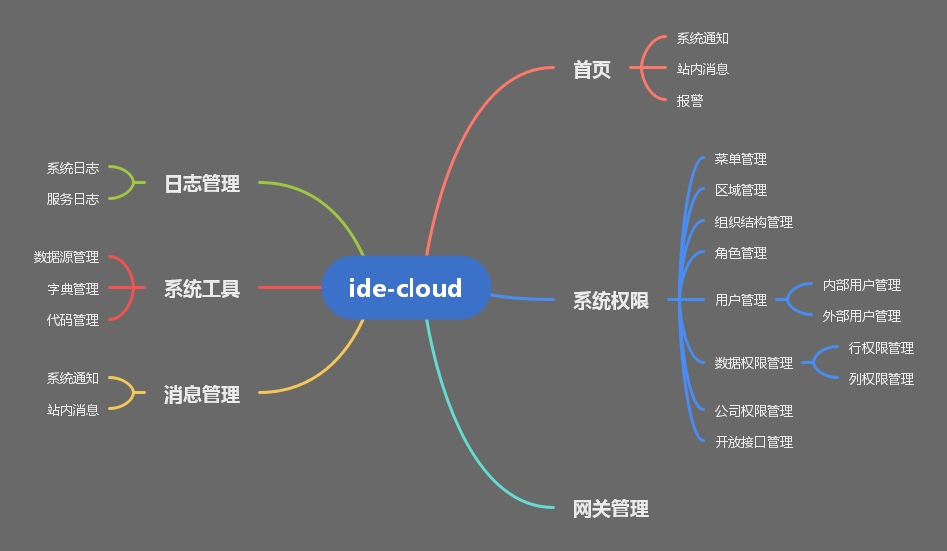 ide-cloud
首页
系统通知
站内消息
报警
系统权限
菜单管理
区域管理
组织结构管理
角色管理
用户管理
内部用户管理
外部用户管理
数据权限管理
行权限管理
列权限管理
公司权限管理
开放接口管理
网关管理
日志管理
系统日志
服务日志
系统工具
数据源管理
字典管理
代码管理
消息管理
系统通知
站内消息